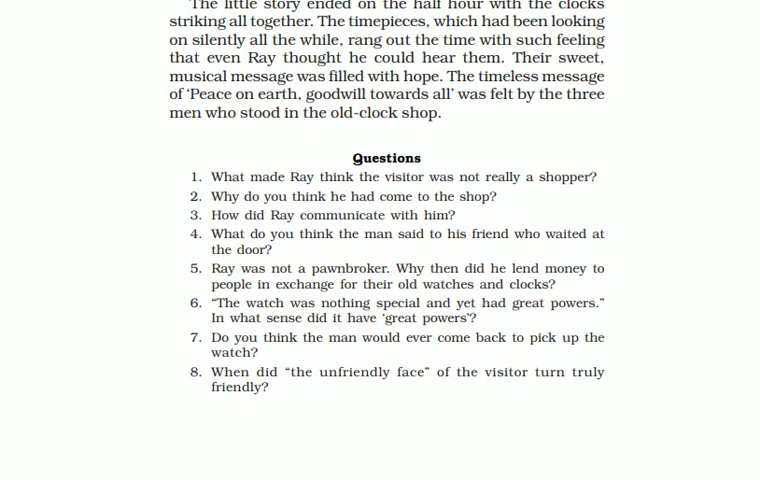 The little story ended on the half hour with the clocks
striking all together. The timepieces, which had been looking
on silently all the while, rang out the time with such feeling
that even Ray thought he could hear them. Their sweet,
musical message was filled with hope. The timeless message
of ‘Peace on earth, goodwill towards all’ was felt by the three
men who stood in the old-clock shop.
Questions
1. What made Ray think the visitor was not really a shopper?
2. Why do you think he had come to the shop?
3. How did Ray communicate with him?
4. What do you think the man said to his friend who waited at
the door?
5. Ray was not a pawnbroker. Why then did he lend money to
people in exchange for their old watches and clocks?
6. “The watch was nothing special and yet had great powers.”
In what sense did it have ‘great powers’?
7. Do you think the man would ever come back to pick up the
watch?
8. When did “the unfriendly face” of the visitor turn truly
friendly?